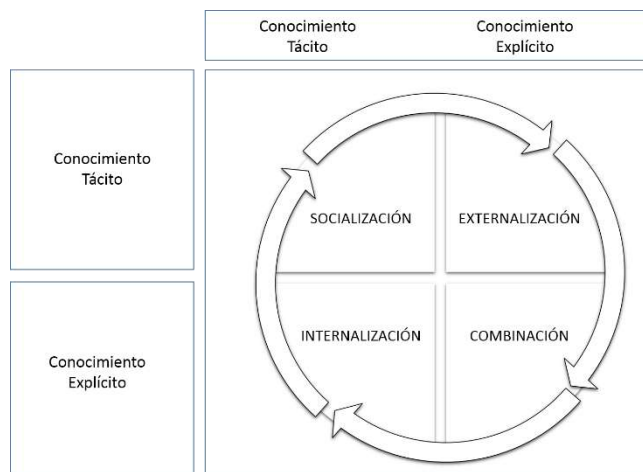 Conocimiento
Tácito
Conocimiento
Explícito
Conocimiento
Tácito
SOCIALIZACIÓN
EXTERNALIZACIÓN
Conocimiento
Explícito
INTERNALIZACIÓN
COMBINACIÓN